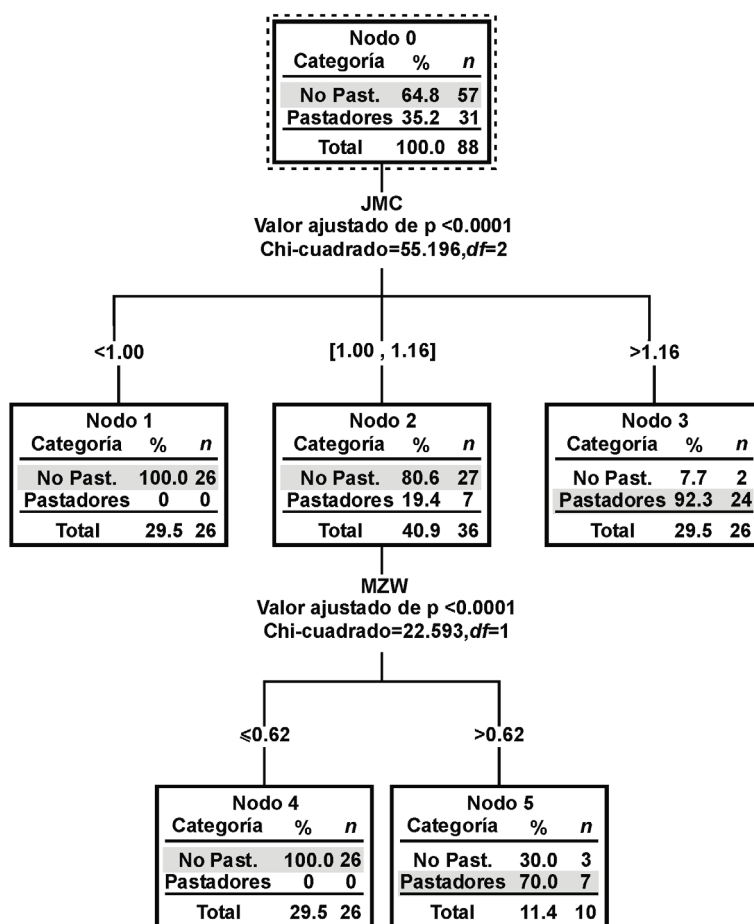 Nodo 0
Categoría % n
No Past. 64.8 57
Pastadores 35.2 31
Total 100.0 88
JMC
Valor ajustado de p <0.0001
Chi-cuadrado=55.196,df=2
<1.00
[1.00 , 1.16]
>1.16
Nodo 1
Categoría % n
No Past. 100.0 26
Pastadores 0 0
Total 29.5 26
Nodo 2
Categoría % n
No Past. 80.6 27
Pastadores 19.4 7
Total 40.9 36
Nodo 3
Categoría % n
No Past. 7.7 2
Pastadores 92.3 24
Total 29.5 26
MZW
Valor ajustado de p <0.0001
Chi-cuadrado=22.593,df=1
≤0.62
>0.62
Nodo 4
Categoría % n
No Past. 100.0 26
Pastadores 0 0
Total 29.5 26
Nodo 5
Categoría % n
No Past. 30.0 3
Pastadores 70.0 7
Total 11.4 10